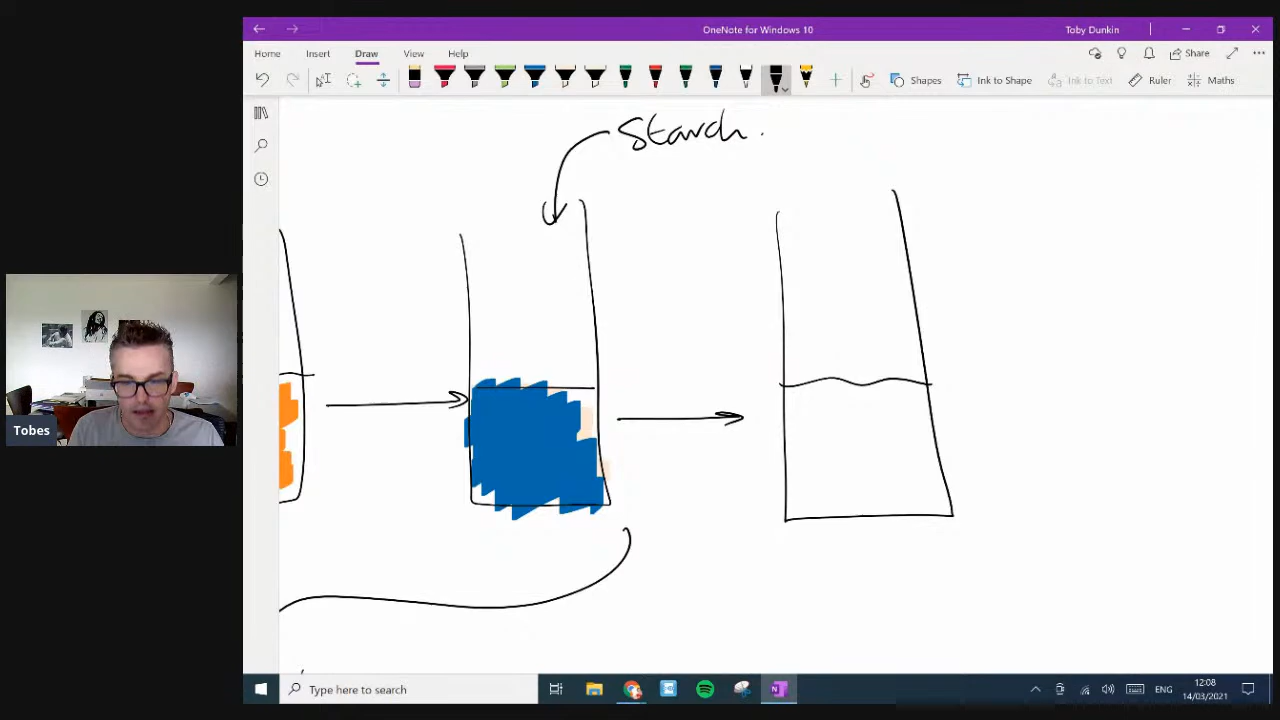 OneNote for Windows 10
Toby Dunkin
Home Insert Draw View Help
Share
Shapes
Ink to Shape
Ink to Text
Ruler
Maths
Starch.
Tobes
Type here to search
ENG
12:08
14/03/2021